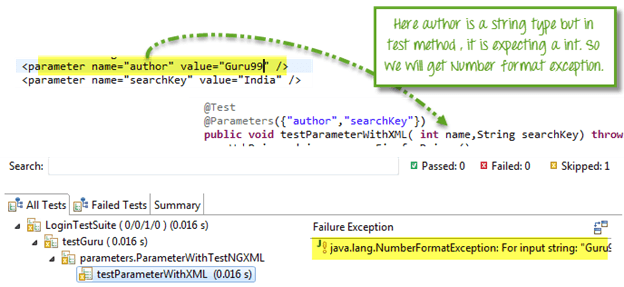 Here author is a string type but in
test method , it is expecting a int. So
we will get Number format exception.
<parameter name="author" value="Guru99" />
<parameter name="searchKey" value="India" />
@Test
@Parameters({"author","searchKey"})
public void testParameterWithXML( int name,String searchKey) throw
Search:
Passed: 0
Failed: 0
Skipped: 1
All Tests
Failed Tests
Summary
LoginTestSuite ( 0/0/1/0 ) (0.016 s)
testGuru ( 0.016 s)
parameters.ParameterWithTestNGXML
testParameterWithXML (0.016 s)
Failure Exception
java.lang.NumberFormatException: For input string: "Guru9